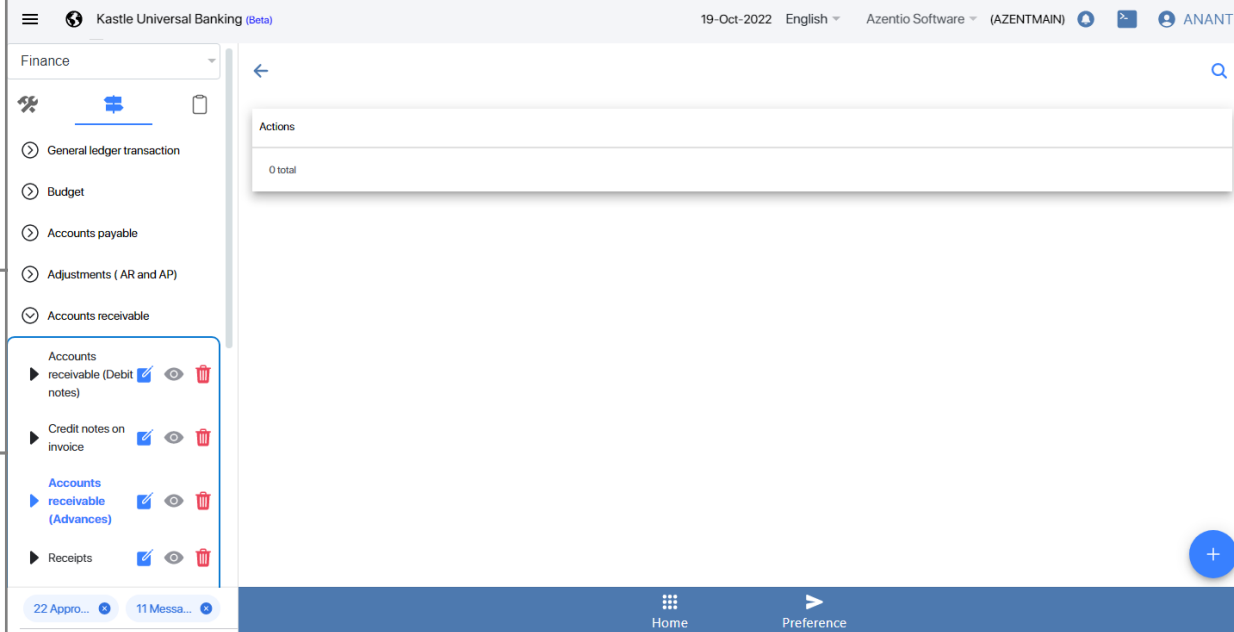 Kastle Universal Banking (Beta)
19-Oct-2022 English Azentio Software (AZENTMAIN) ANANT
Finance
General ledger transaction
Budget
Accounts payable
Adjustments ( AR and AP)
Accounts receivable
Accounts
receivable (Debit
notes)
Credit notes on
invoice
Accounts
receivable
(Advances)
Receipts
22 Appro...
11 Messa...
Actions
0 total
Home
Preference